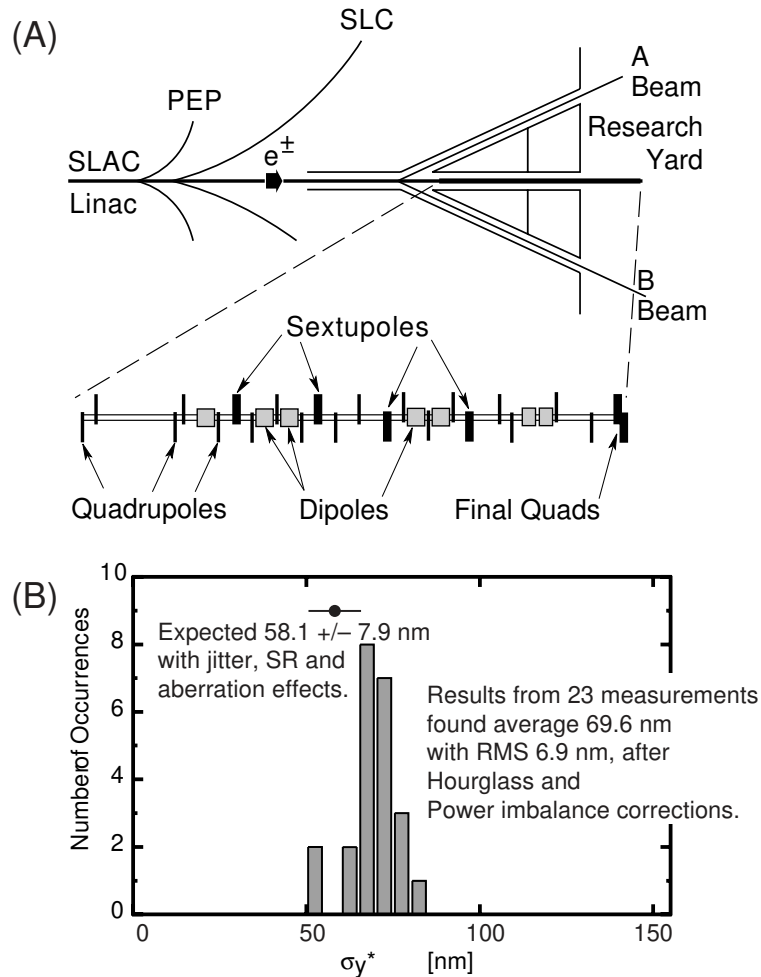 (A)
SLC
PEP
A
Beam
Research
Yard
SLAC
e±
Linac
B
Beam
Sextupoles
Quadrupoles
Dipoles
Final Quads
(B)
10
8
6
4
2
0
Number of Occurrences
Expected 58.1 +/– 7.9 nm
with jitter, SR and
aberration effects.
Results from 23 measurements
found average 69.6 nm
with RMS 6.9 nm, after
Hourglass and
Power imbalance corrections.
0
50
100
150
σy* [nm]